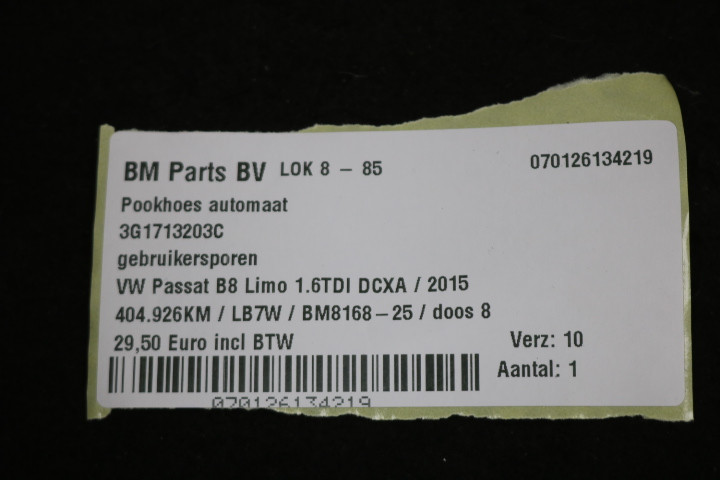 BM Parts BV LOK 8 - 85 070126134219
Pookhoes automaat
3G1713203C
gebruikersporen
VW Passat B8 Limo 1.6TDI DCXA / 2015
404.926KM / LB7W / BM8168-25 / doos 8
29,50 Euro incl BTW Verz: 10
Aantal: 1
070126134219